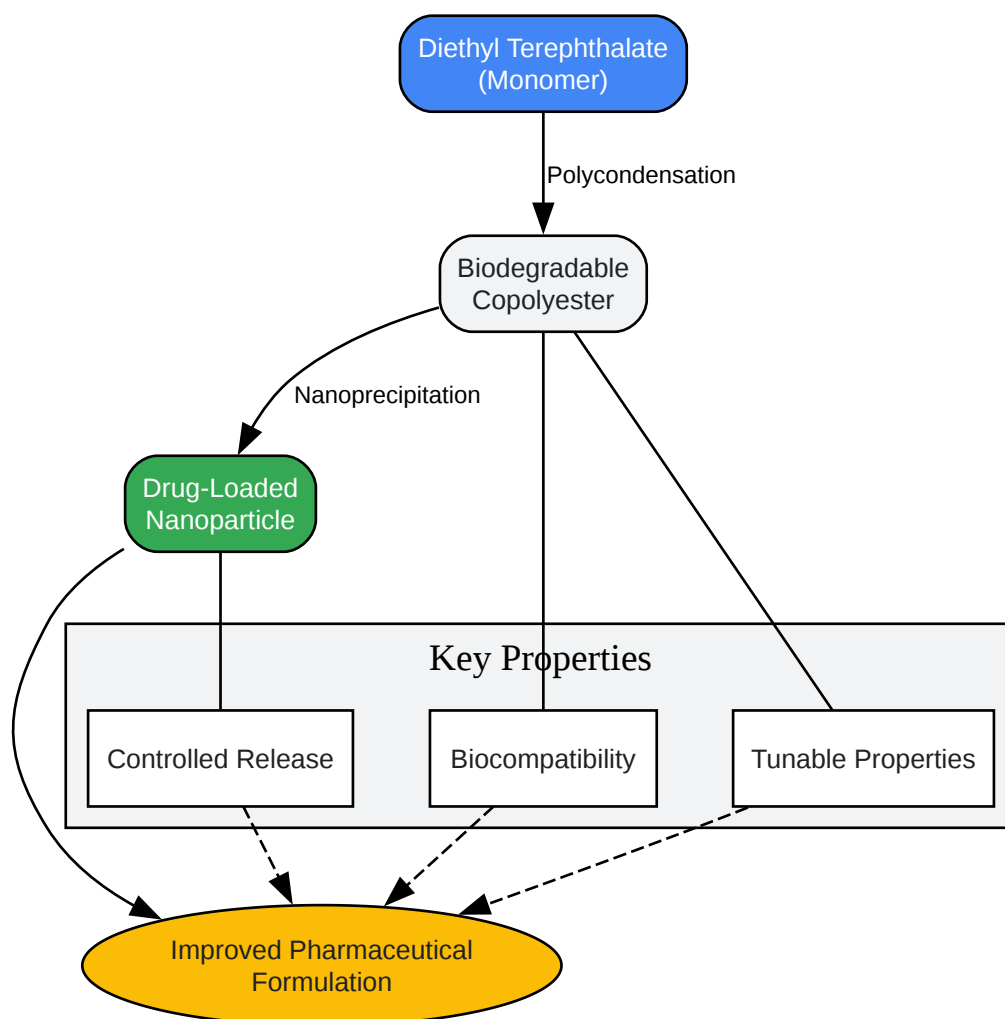 Diethyl Terephthalate
(Monomer)
Polycondensation
Biodegradable
Copolyester
Nanoprecipitation
Drug-Loaded
Nanoparticle
Key Properties
Controlled Release
Biocompatibility
Tunable Properties
Improved Pharmaceutical
Formulation